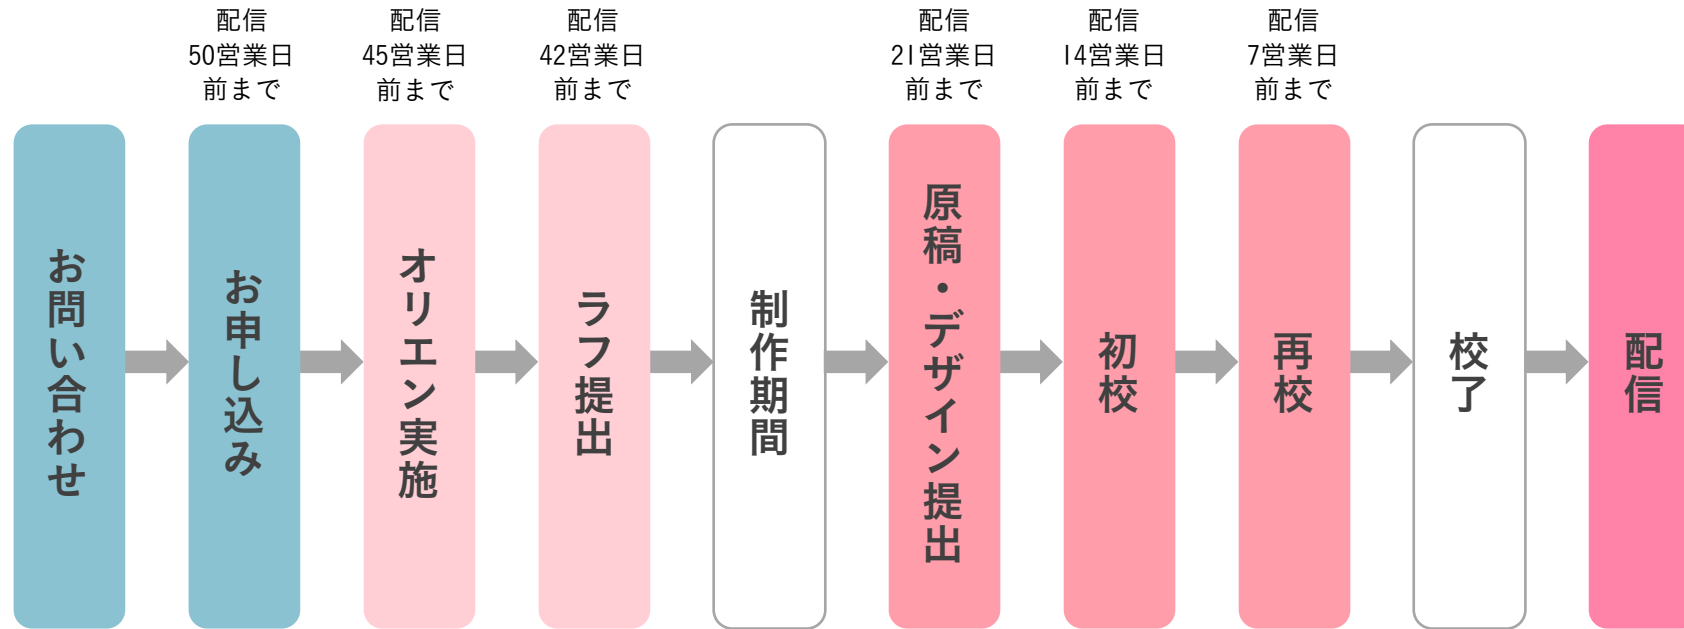 お問い合わせ
配信
50営業日
前まで
お申し込み
配信
45営業日
前まで
オリエン実施
配信
42営業日
前まで
ラフ提出
制作期間
配信
21営業日
前まで
原稿・デザイン提出
配信
14営業日
前まで
初校
配信
7営業日
前まで
再校
校了
配信